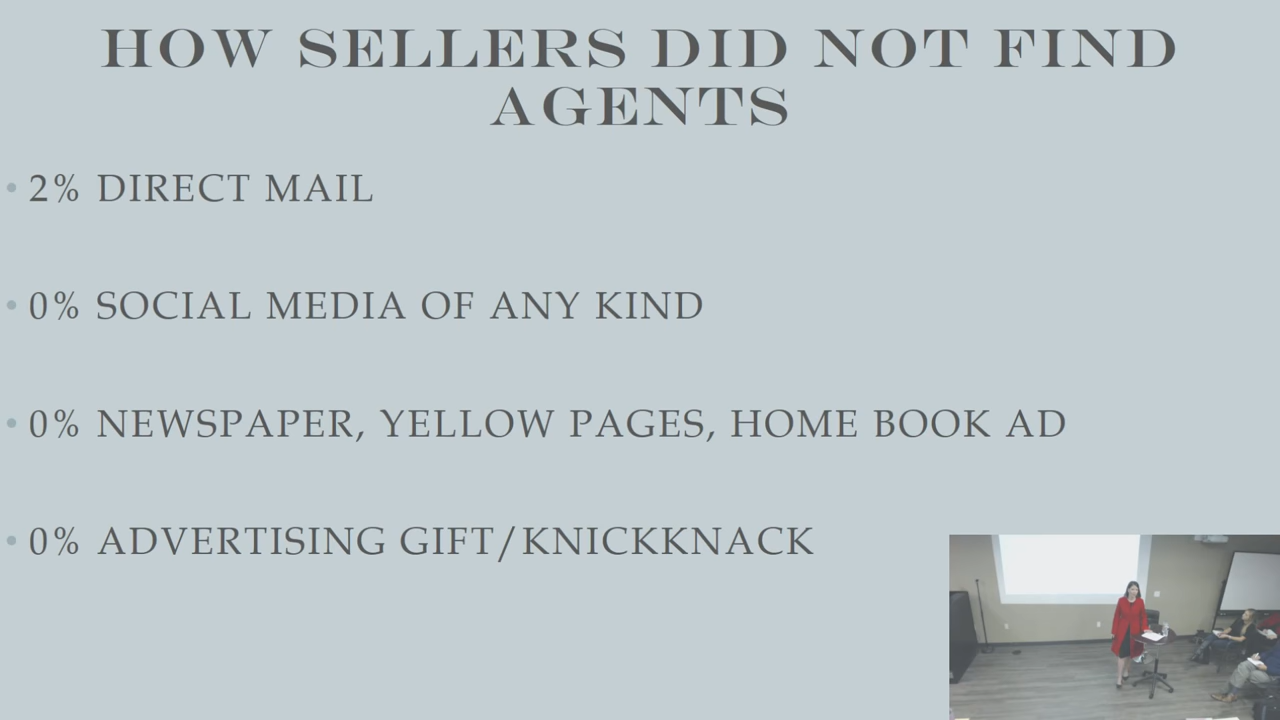 HOW SELLERS DID NOT FIND
AGENTS
• 2% DIRECT MAIL
• 0% SOCIAL MEDIA OF ANY KIND
• 0% NEWSPAPER, YELLOW PAGES, HOME BOOK AD
• 0% ADVERTISING GIFT/KNICKKNACK